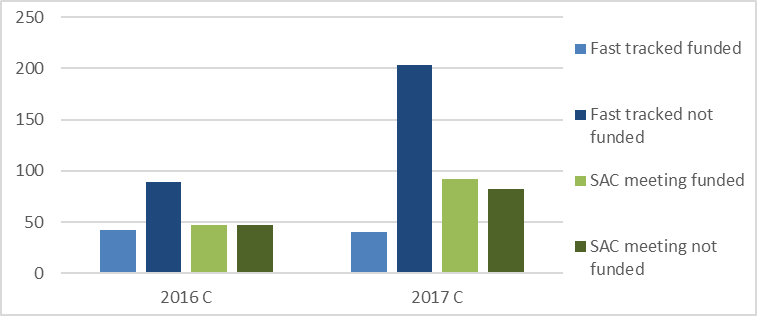 250
200
150
100
50
0
2016 C
2017 C
Fast tracked funded
Fast tracked not
funded
SAC meeting funded
SAC meeting not
funded